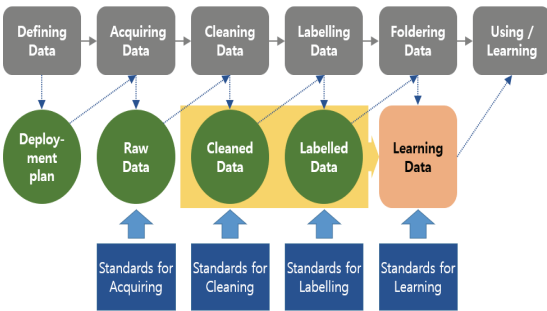 Defining
Data
Acquiring
Data
Cleaning
Data
Labelling
Data
Foldering
Data
Using /
Learning
Deploy-
ment
plan
Raw
Data
Cleaned
Data
Labelled
Data
Learning
Data
Standards for
Acquiring
Standards for
Cleaning
Standards for
Labelling
Standards for
Learning